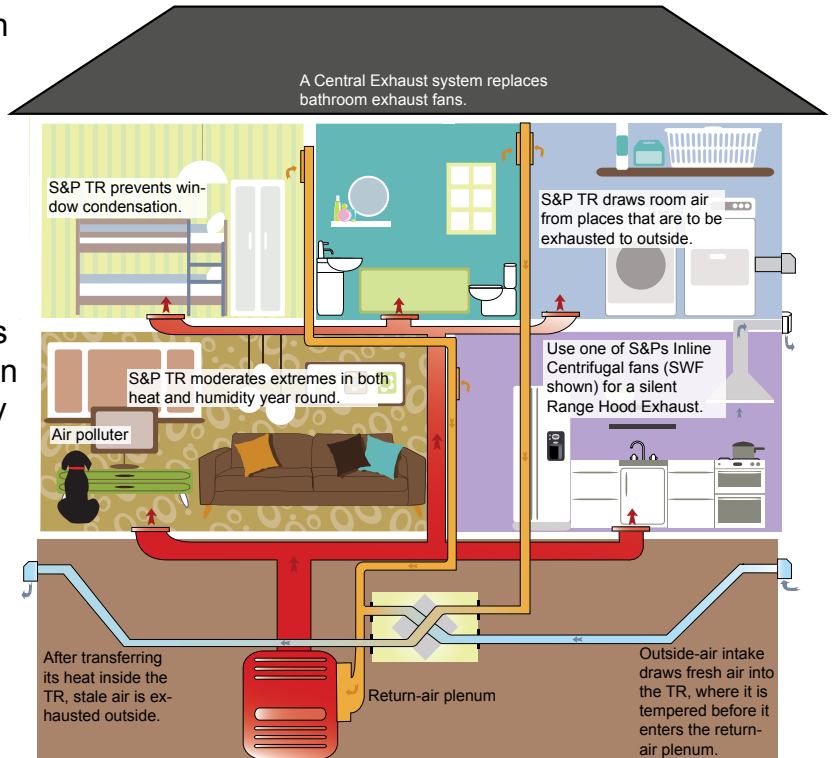 n
A Central Exhaust system replaces
bathroom exhaust fans.
S&P TR prevents win-
dow condensation.
S&P TR draws room air
from places that are to be
exhausted to outside.
s
n
y
S&P TR moderates extremes in both
heat and humidity year round.
Use one of S&Ps Inline
Centrifugal fans (SWF
shown) for a silent
Range Hood Exhaust.
Air polluter
After transferring
its heat inside the
TR, stale air is ex-
hausted outside.
Return-air plenum
Outside-air intake
draws fresh air into
the TR, where it is
tempered before it
enters the return-
air plenum.